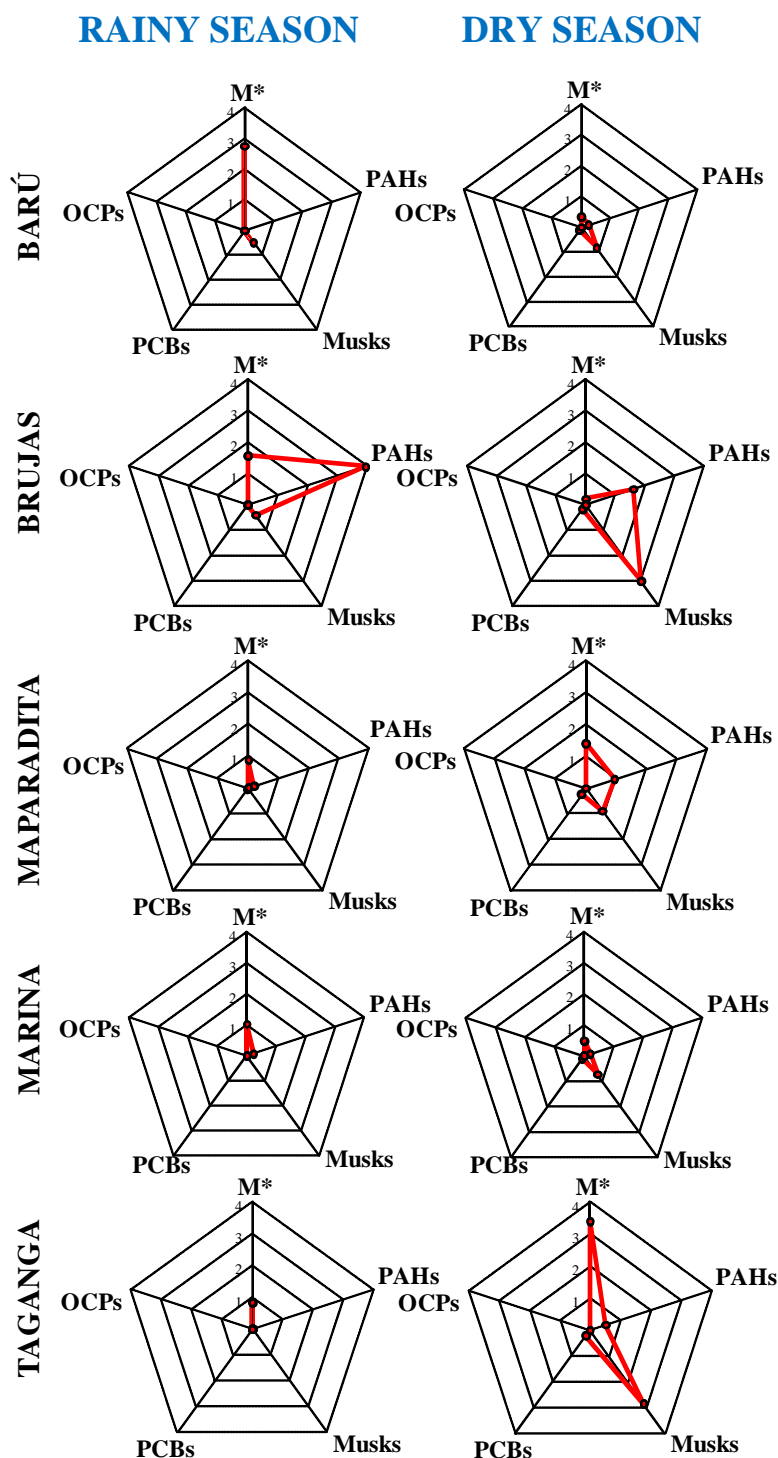 RAINY SEASON DRY SEASON
BARÚ
M*
4
3
2
1
PAHs
OCPs
PCBs
Musks
M*
4
3
2
1
PAHs
OCPs
PCBs
Musks
BRUJAS
M*
4
3
2
1
PAHs
OCPs
PCBs
Musks
M*
4
3
2
1
PAHs
OCPs
PCBs
Musks
MAPARADITA
M*
4
3
2
1
PAHs
OCPs
PCBs
Musks
M*
4
3
2
1
PAHs
OCPs
PCBs
Musks
MARINA
M*
4
3
2
1
PAHs
OCPs
PCBs
Musks
M*
4
3
2
1
PAHs
OCPs
PCBs
Musks
TAGANGA
M*
4
3
2
1
PAHs
OCPs
PCBs
Musks
M*
4
3
2
1
PAHs
OCPs
PCBs
Musks